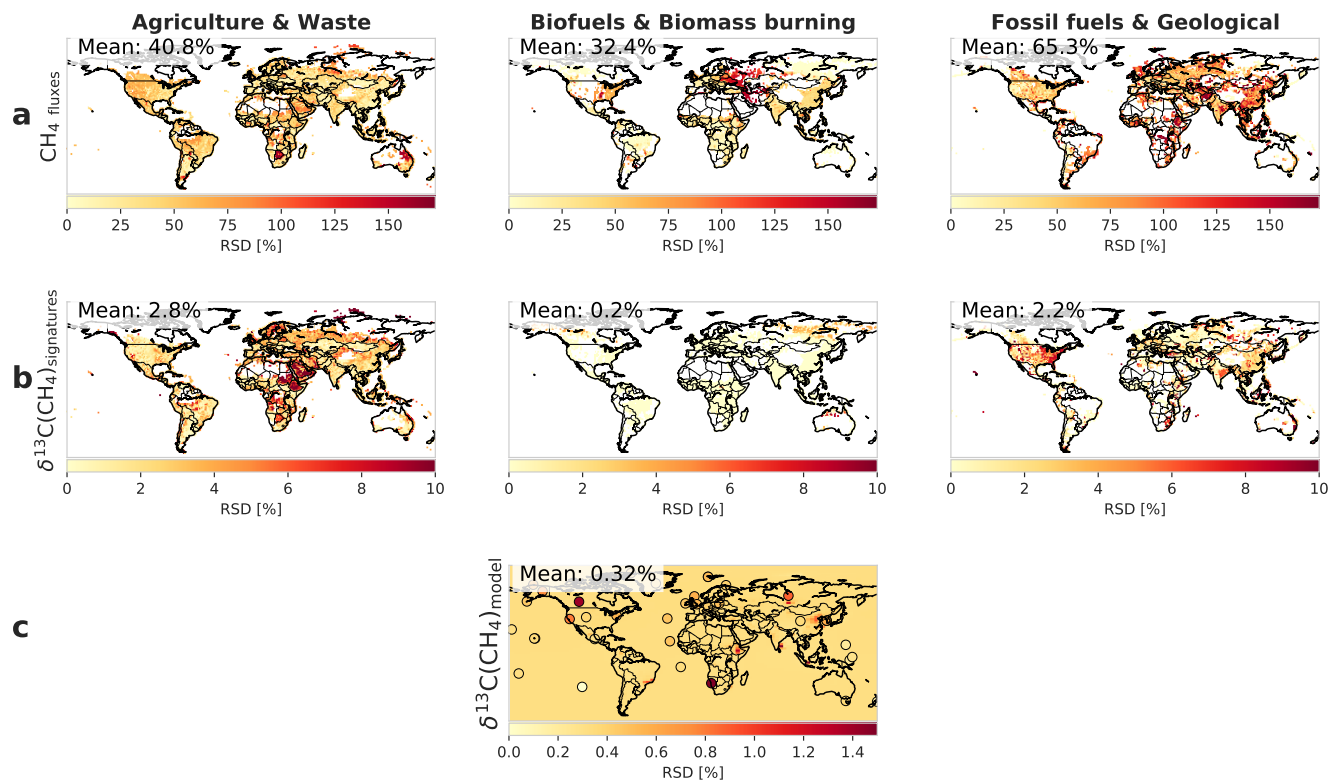 Agriculture & Waste
Biofuels & Biomass burning
Fossil fuels & Geological
a
CH₄ fluxes
Mean: 40.8%
Mean: 32.4%
Mean: 65.3%
0 25 50 75 100 125 150
RSD [%]
0 25 50 75 100 125 150
RSD [%]
0 25 50 75 100 125 150
RSD [%]
b
δ¹³C(CH₄)signatures
Mean: 2.8%
Mean: 0.2%
Mean: 2.2%
0 2 4 6 8 10
RSD [%]
0 2 4 6 8 10
RSD [%]
0 2 4 6 8 10
RSD [%]
c
δ¹³C(CH₄)model
Mean: 0.32%
0.0 0.2 0.4 0.6 0.8 1.0 1.2 1.4
RSD [%]